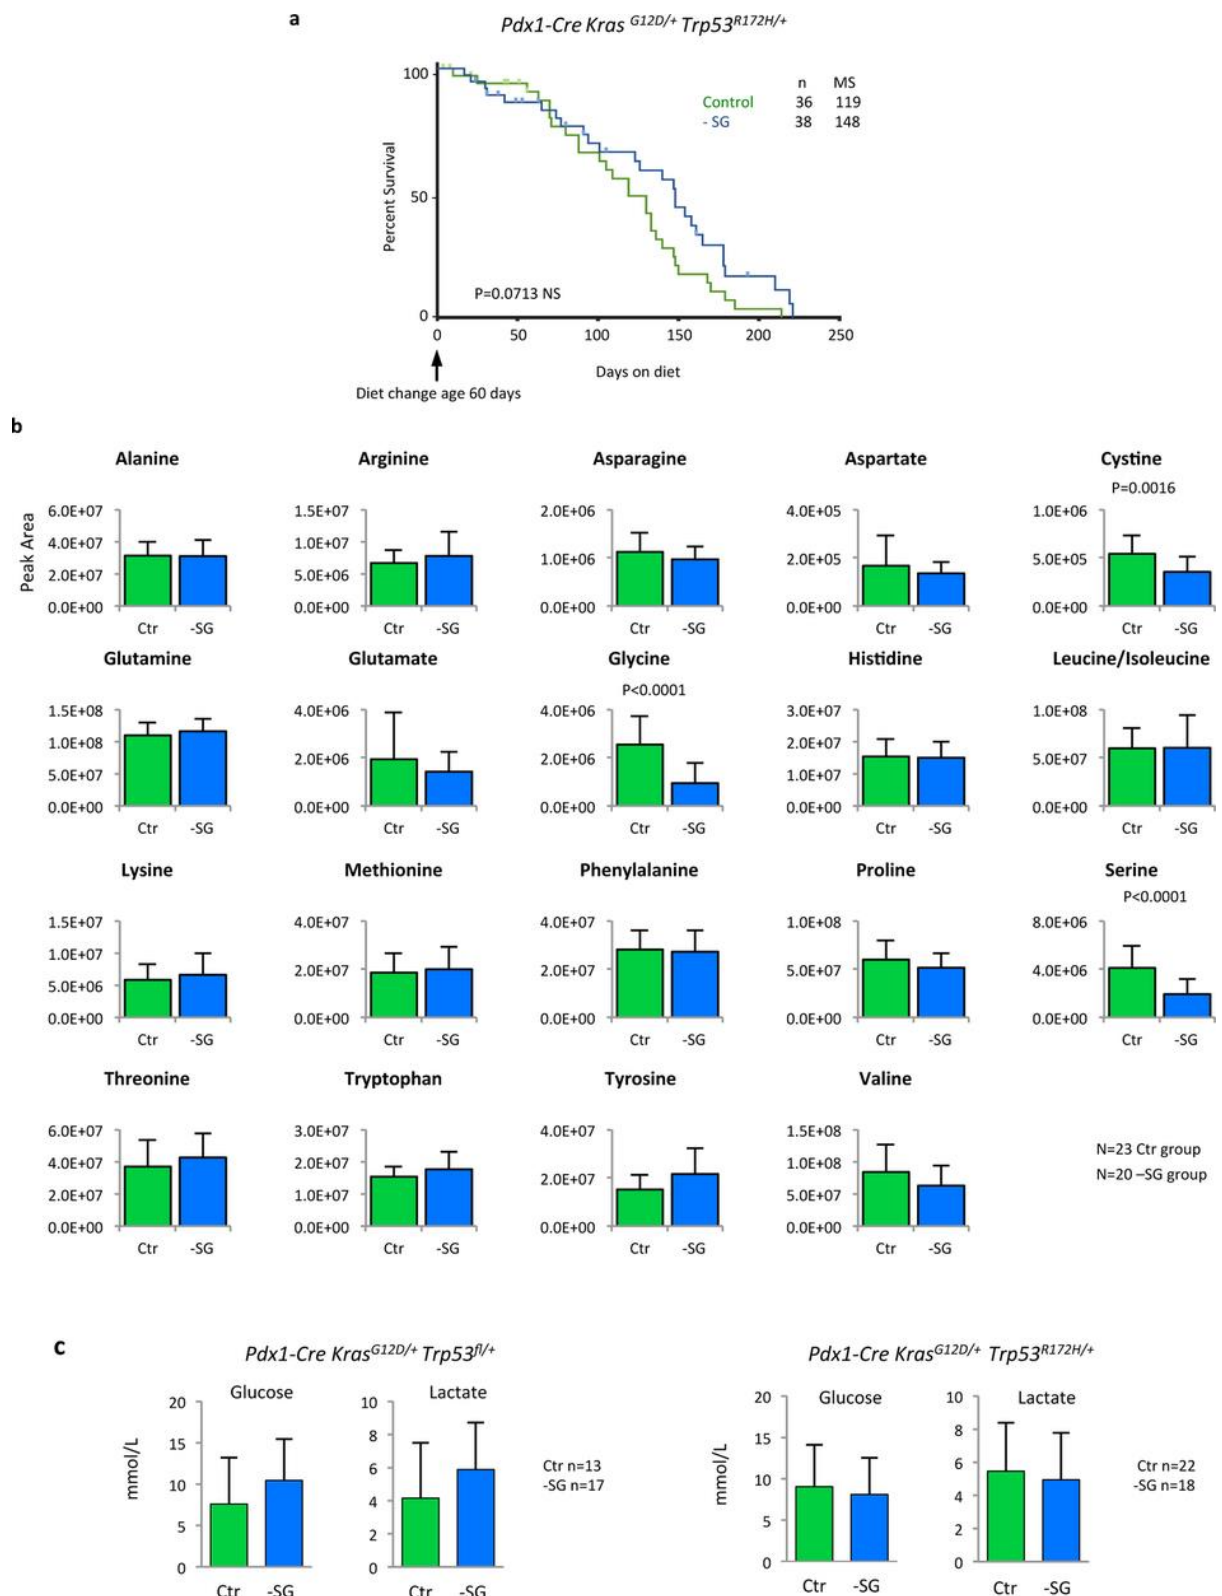 a
Pdx1-Cre Kras G12D/+ Trp53R172H/+
n MS
Control 36 119
- SG 38 148
100
50
0
Percent Survival
P=0.0713 NS
0 50 100 150 200 250
Days on diet
Diet change age 60 days
b
Alanine Arginine Asparagine Aspartate Cystine
P=0.0016
Peak Area
6.0E+07 1.5E+07 2.0E+06 4.0E+05 1.0E+06
4.0E+07 1.0E+07 1.0E+06 2.0E+05 5.0E+05
2.0E+07 5.0E+06
0.0E+00 0.0E+00 0.0E+00 0.0E+00 0.0E+00
Ctr -SG Ctr -SG Ctr -SG Ctr -SG Ctr -SG
Glutamine Glutamate Glycine Histidine Leucine/Isoleucine
P<0.0001
1.5E+08 4.0E+06 4.0E+06 3.0E+07 1.0E+08
1.0E+08 2.0E+06 2.0E+06 2.0E+07 5.0E+07
5.0E+07 1.0E+07
0.0E+00 0.0E+00 0.0E+00 0.0E+00 0.0E+00
Ctr -SG Ctr -SG Ctr -SG Ctr -SG Ctr -SG
Lysine Methionine Phenylalanine Proline Serine
P<0.0001
1.5E+07 4.0E+07 4.0E+07 1.0E+08 8.0E+06
1.0E+07 2.0E+07 2.0E+07 5.0E+07 4.0E+06
5.0E+06
0.0E+00 0.0E+00 0.0E+00 0.0E+00 0.0E+00
Ctr -SG Ctr -SG Ctr -SG Ctr -SG Ctr -SG
Threonine Tryptophan Tyrosine Valine
6.0E+07 3.0E+07 4.0E+07 1.5E+08
4.0E+07 2.0E+07 2.0E+07 1.0E+08
2.0E+07 1.0E+07 5.0E+07
0.0E+00 0.0E+00 0.0E+00 0.0E+00
Ctr -SG Ctr -SG Ctr -SG Ctr -SG
N=23 Ctr group
N=20 –SG group
c
Pdx1-Cre KrasG12D/+ Trp53fl/+
Glucose Lactate
mmol/L
20 10
15 8
10 6
5 4
0 2
0
Ctr -SG Ctr -SG
Ctr n=13
-SG n=17
Pdx1-Cre KrasG12D/+ Trp53R172H/+
Glucose Lactate
mmol/L
20 10
15 8
10 6
5 4
0 2
0
Ctr -SG Ctr -SG
Ctr n=22
-SG n=18